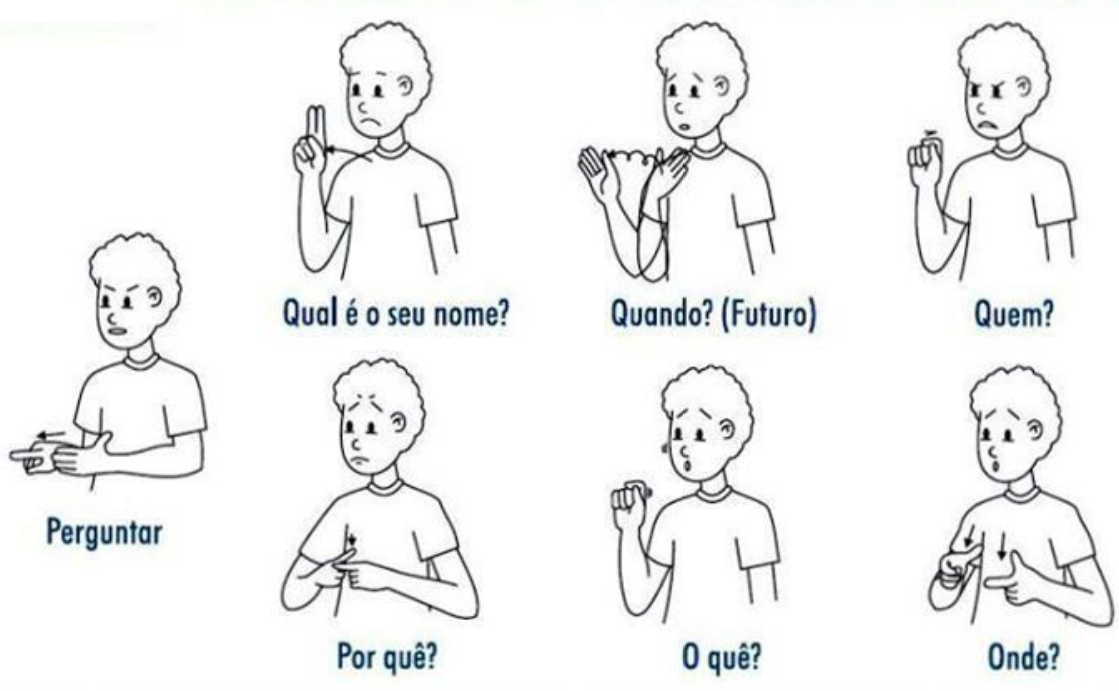 Qual é o seu nome?
Quando? (Futuro)
Quem?
Perguntar
Por quê?
O quê?
Onde?